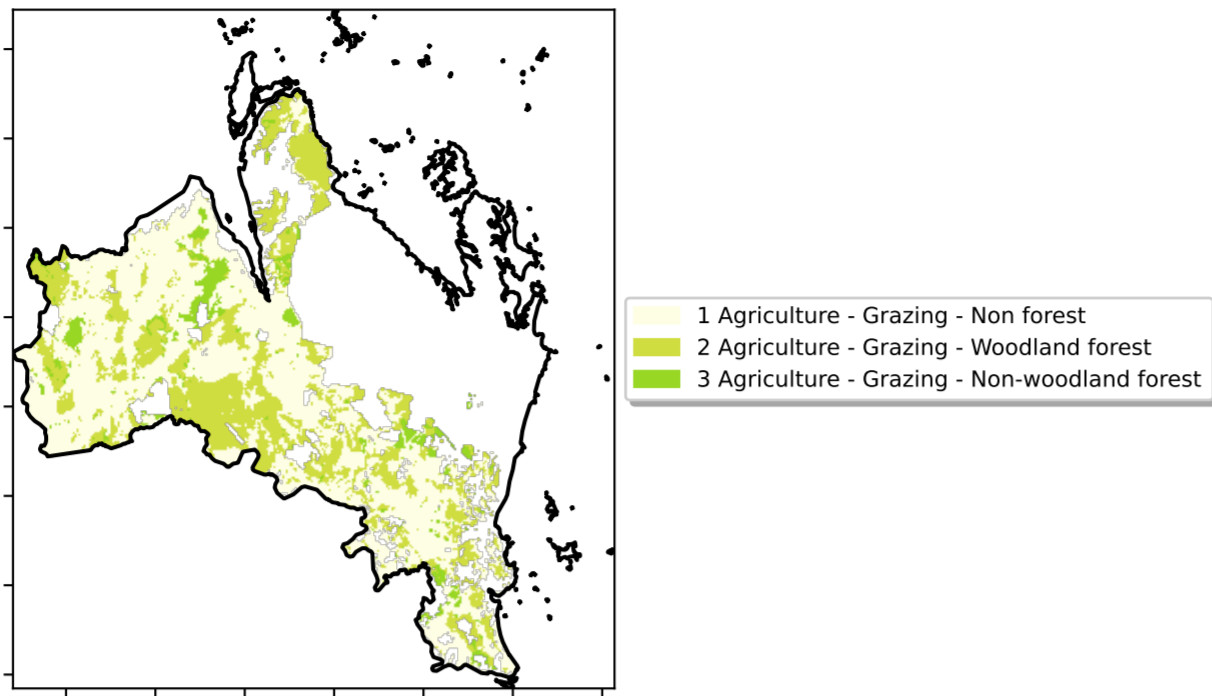 1 Agriculture - Grazing - Non forest
2 Agriculture - Grazing - Woodland forest
3 Agriculture - Grazing - Non-woodland forest